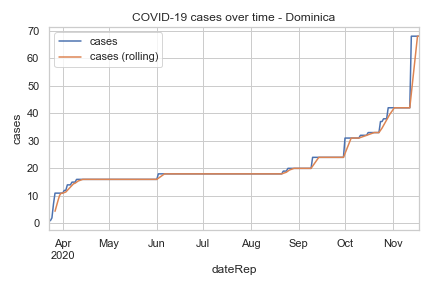 COVID-19 cases over time - Dominica
cases
cases (rolling)
70
60
50
40
30
20
10
0
cases
Apr
2020
May
Jun
Jul
Aug
Sep
Oct
Nov
dateRep